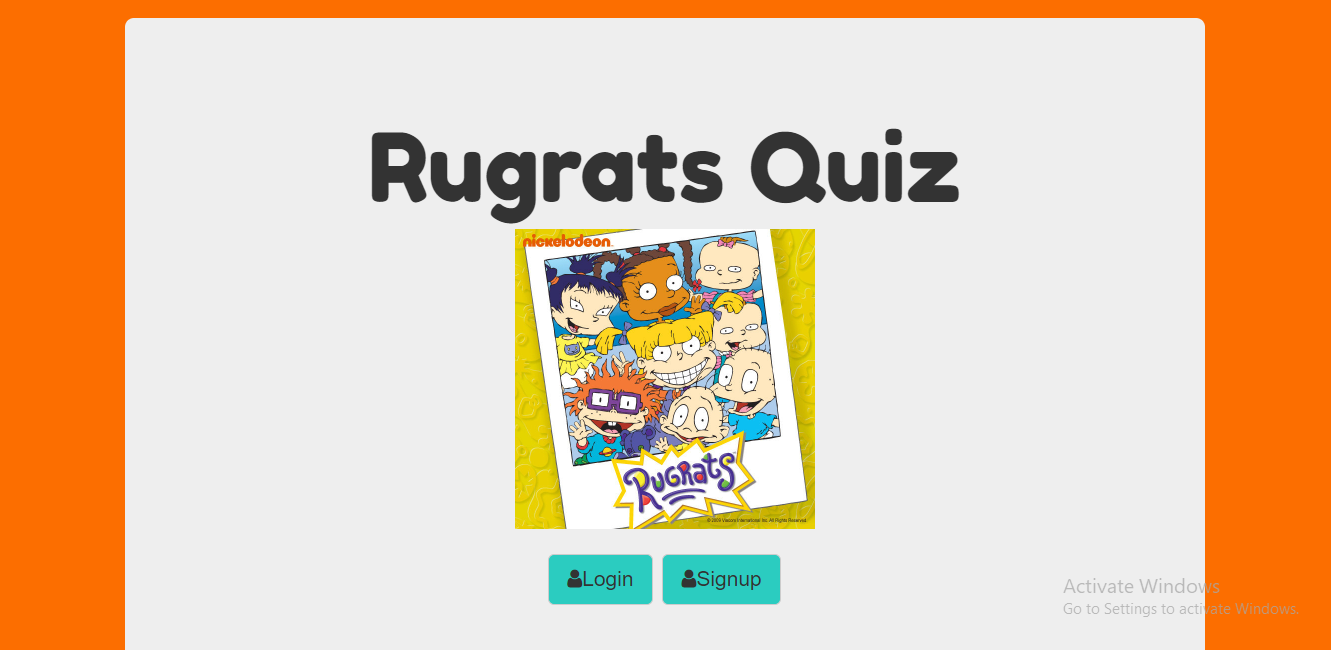 Rugrats Quiz
nickelodeon
RUGRATS
© 2009 Viacom International Inc. All Rights Reserved.
Login Signup
Activate Windows
Go to Settings to activate Windows.